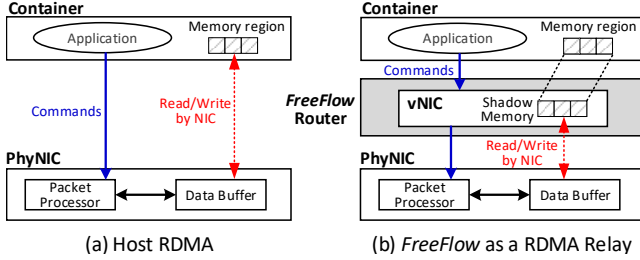 Container
Application
Memory region
Commands
Read/Write
by NIC
PhyNIC
Packet
Processor
Data Buffer
(a) Host RDMA
Container
Application
Memory region
Commands
FreeFlow
Router
vNIC
Shadow
Memory
Read/Write
by NIC
PhyNIC
Packet
Processor
Data Buffer
(b) FreeFlow as a RDMA Relay